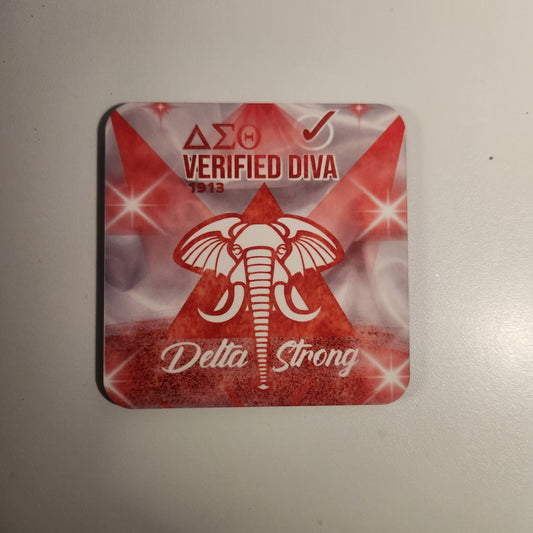 ΔΣΘ
VERIFIED DIVA
1913
Delta Strong